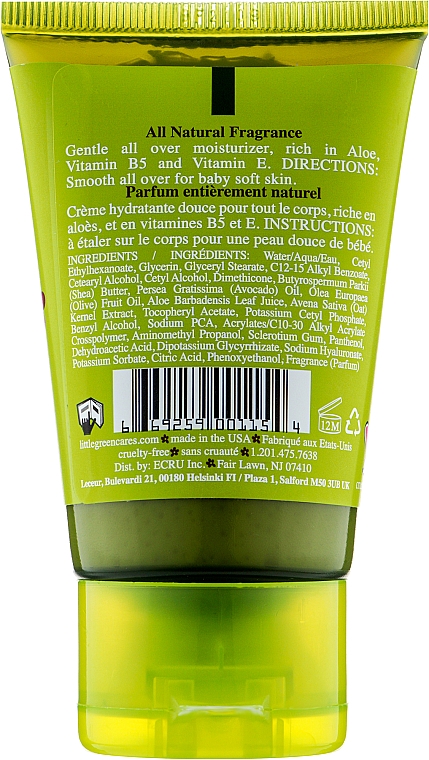 All Natural Fragrance
Gentle all over moisturizer, rich in Aloe,
Vitamin B5 and Vitamin E. DIRECTIONS:
Smooth all over for baby soft skin.
Parfum entièrement naturel
Crème hydratante douce pour tout le corps, riche en
aloès, et en vitamines B5 et E. INSTRUCTIONS:
à étaler sur le corps pour une peau douce de bébé.
INGREDIENTS / INGRÉDIENTS: Water/Aqua/Eau, Cetyl
Ethylhexanoate, Glycerin, Glyceryl Stearate, C12-15 Alkyl Benzoate,
Cetearyl Alcohol, Cetyl Alcohol, Dimethicone, Butyrospermum Parkii
(Shea) Butter, Persea Gratissima (Avocado) Oil, Olea Europaea
(Olive) Fruit Oil, Aloe Barbadensis Leaf Juice, Avena Sativa (Oat)
Kernel Extract, Tocopheryl Acetate, Potassium Cetyl Phosphate,
Benzyl Alcohol, Sodium PCA, Acrylates/C10-30 Alkyl Acrylate
Crosspolymer, Aminomethyl Propanol, Sclerotium Gum, Panthenol,
Dehydroacetic Acid, Dipotassium Glycyrrhizate, Sodium Hyaluronate,
Potassium Sorbate, Citric Acid, Phenoxyethanol, Fragrance (Parfum)
6 59259 00115 4
12M
littlegreencares.com made in the USA Fabriqué aux Etats-Unis
cruelty-free sans cruauté 1.201.475.7638
Dist. by: ECRU Inc. Fair Lawn, NJ 07410
Leceur, Bulevardi 21, 00180 Helsinki FI / Plaza 1, Salford M50 3UB UK